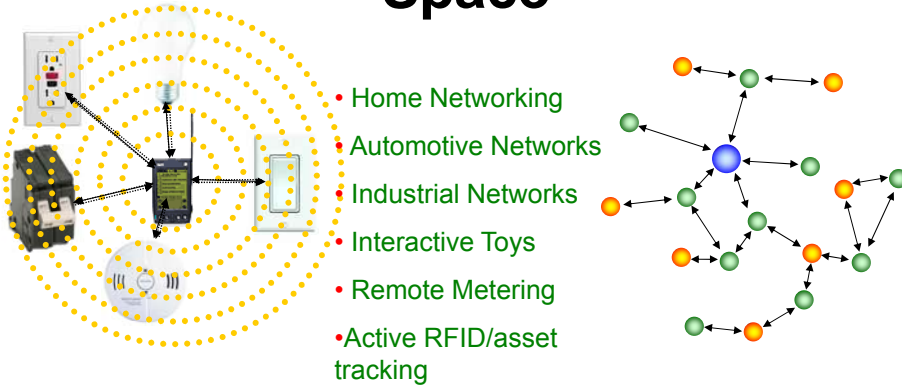 Space
• Home Networking
• Automotive Networks
• Industrial Networks
• Interactive Toys
• Remote Metering
•Active RFID/asset
tracking